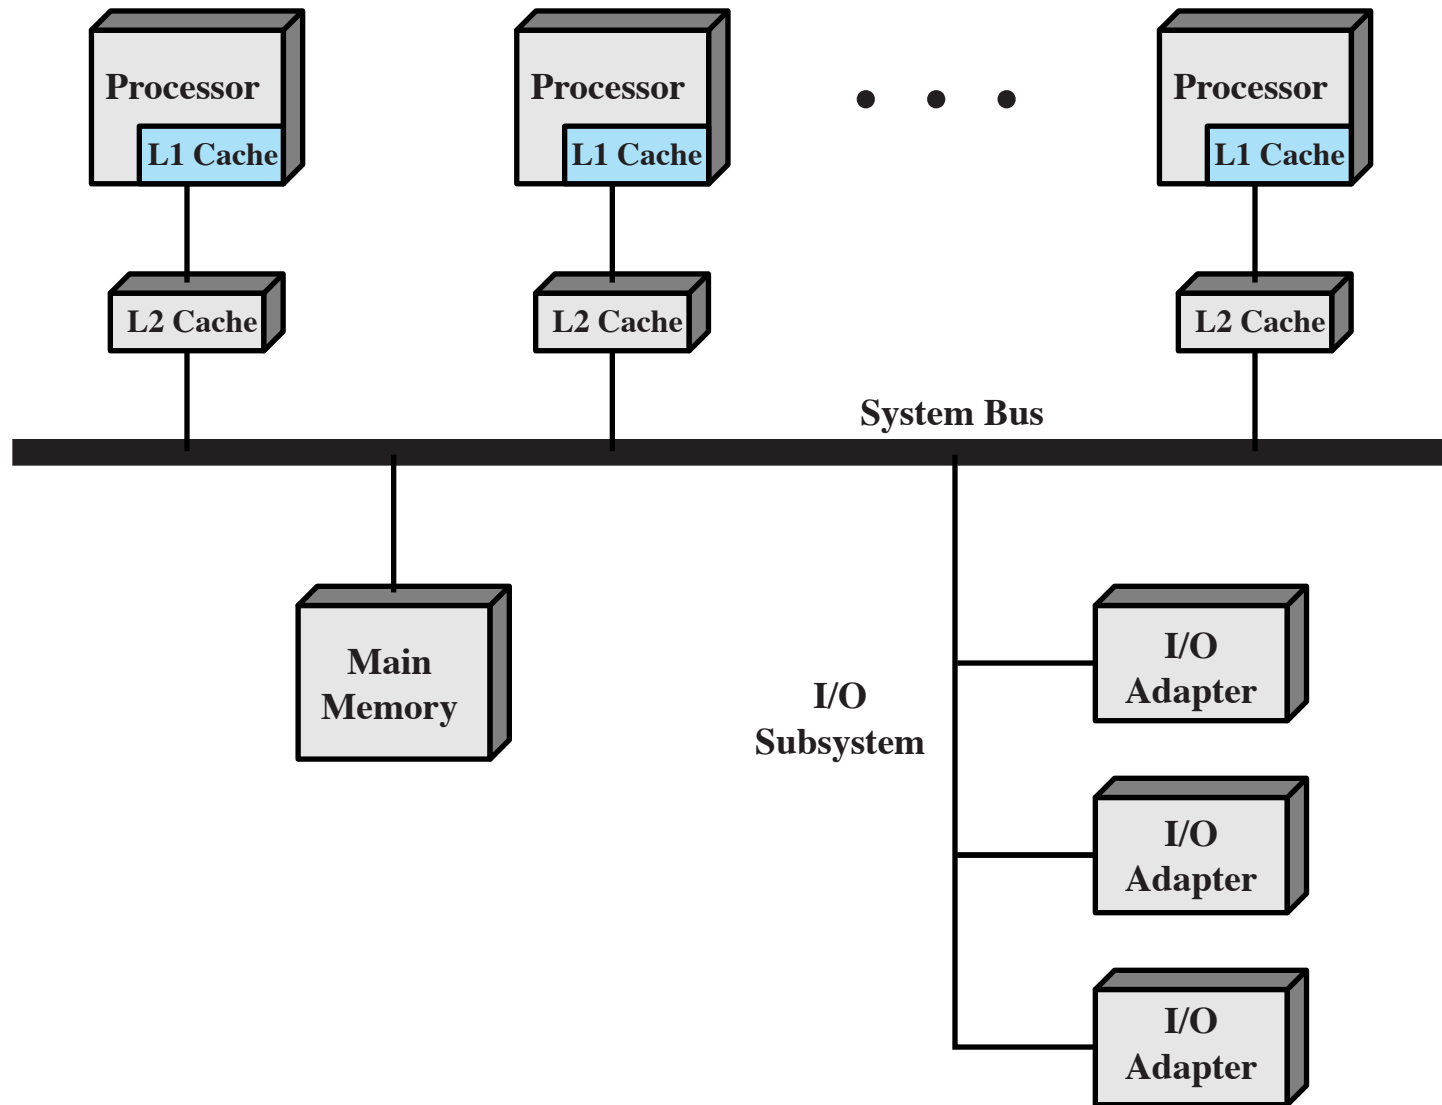 Processor
L1 Cache
Processor
L1 Cache
Processor
L1 Cache
L2 Cache
L2 Cache
L2 Cache
System Bus
Main
Memory
I/O
Subsystem
I/O
Adapter
I/O
Adapter
I/O
Adapter